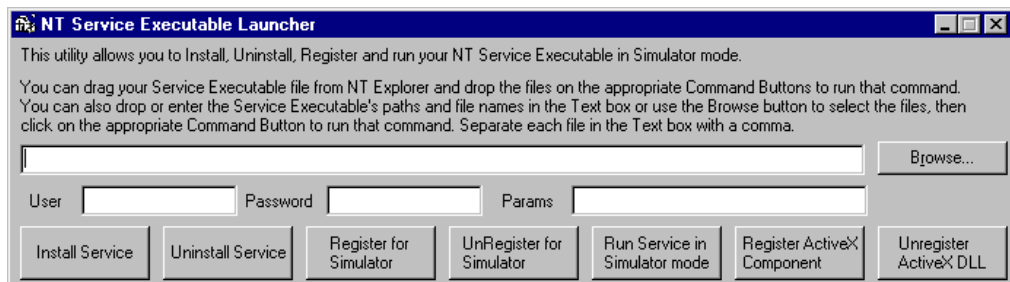 NT Service Executable Launcher
This utility allows you to Install, Uninstall, Register and run your NT Service Executable in Simulator mode.
You can drag your Service Executable file from NT Explorer and drop the files on the appropriate Command Buttons to run that command.
You can also drop or enter the Service Executable's paths and file names in the Text box or use the Browse button to select the files, then
click on the appropriate Command Button to run that command. Separate each file in the Text box with a comma.
Browse...
User Password Params
Install Service
Uninstall Service
Register for
Simulator
UnRegister for
Simulator
Run Service in
Simulator mode
Register ActiveX
Component
Unregister
ActiveX DLL